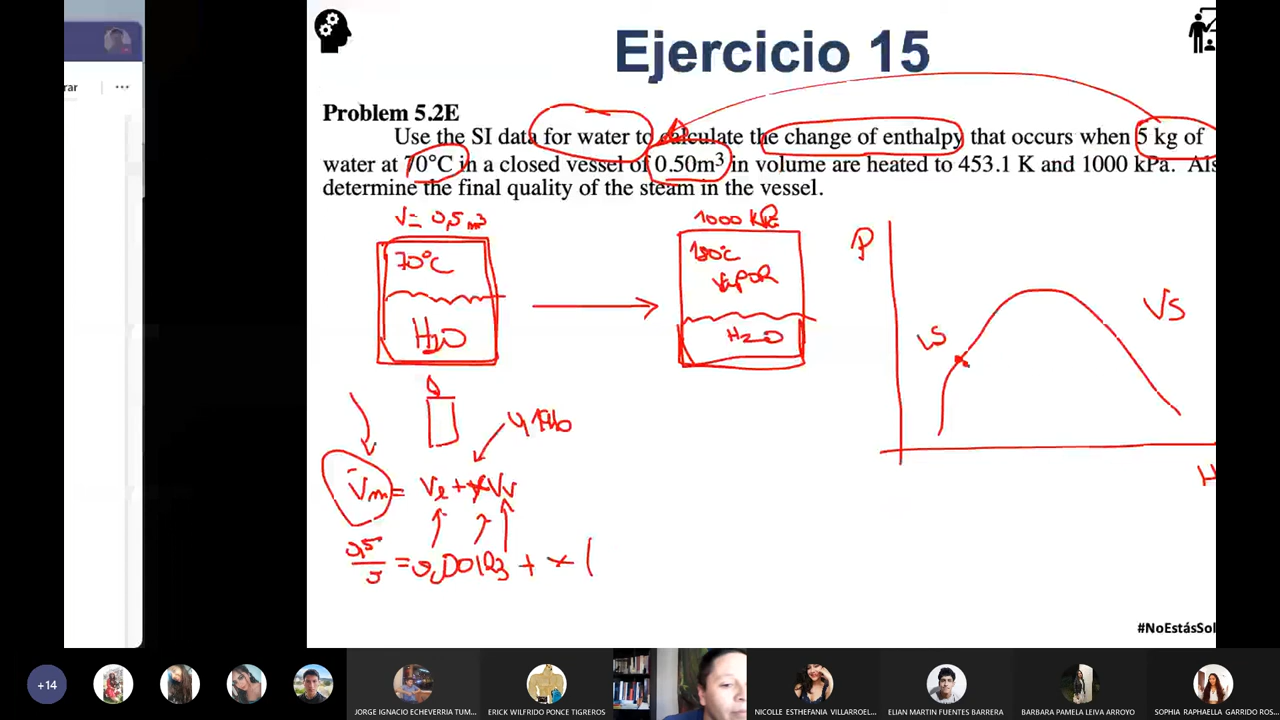 rar
...
Ejercicio 15
Problem 5.2E
Use the SI data for water to calculate the change of enthalpy that occurs when 5 kg of
water at 70°C in a closed vessel of 0.50m³ in volume are heated to 453.1 K and 1000 kPa. Als
determine the final quality of the steam in the vessel.
V = 0,5 m³
1000 kPa
70°C
H2O
180°C
vapor
H2O
P
LS
VS
H
V̄m = Vl + xVv
0,5
5
= 0,00103 + x (
#NoEstásSol
+14
JORGE IGNACIO ECHEVERRIA TUM...
ERICK WILFRIDO PONCE TIGREROS
NICOLLE ESTHEFANIA VILLARROEL...
ELIAN MARTIN FUENTES BARRERA
BARBARA PAMELA LEIVA ARROYO
SOPHIA RAPHAELLA GARRIDO ROS...